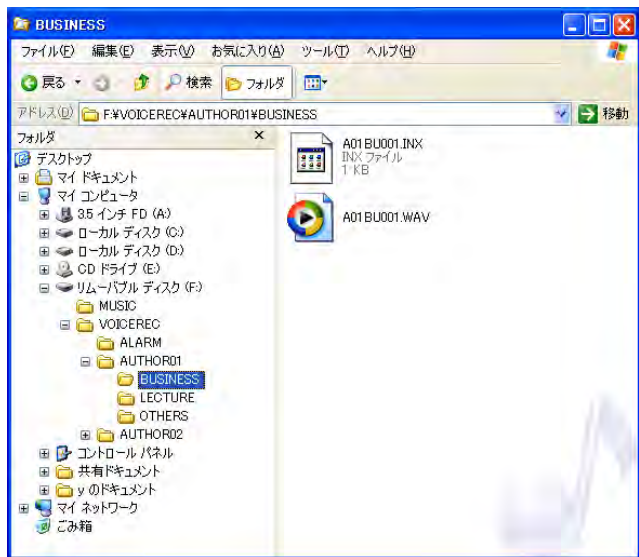 BUSINESS
ファイル(F) 編集(E) 表示(V) お気に入り(A) ツール(T) ヘルプ(H)
戻る 検索 フォルダ
アドレス(D) F:¥VOICEREC¥AUTHOR01¥BUSINESS 移動
フォルダ ×
デスクトップ
マイ ドキュメント
マイ コンピュータ
3.5 インチ FD (A:)
ローカル ディスク (C:)
ローカル ディスク (D:)
CD ドライブ (E:)
リムーバブル ディスク (F:)
MUSIC
VOICEREC
ALARM
AUTHOR01
BUSINESS
LECTURE
OTHERS
AUTHOR02
コントロール パネル
共有ドキュメント
y のドキュメント
マイ ネットワーク
ごみ箱
A01BU001.INX
INX ファイル
1 KB
A01BU001.WAV